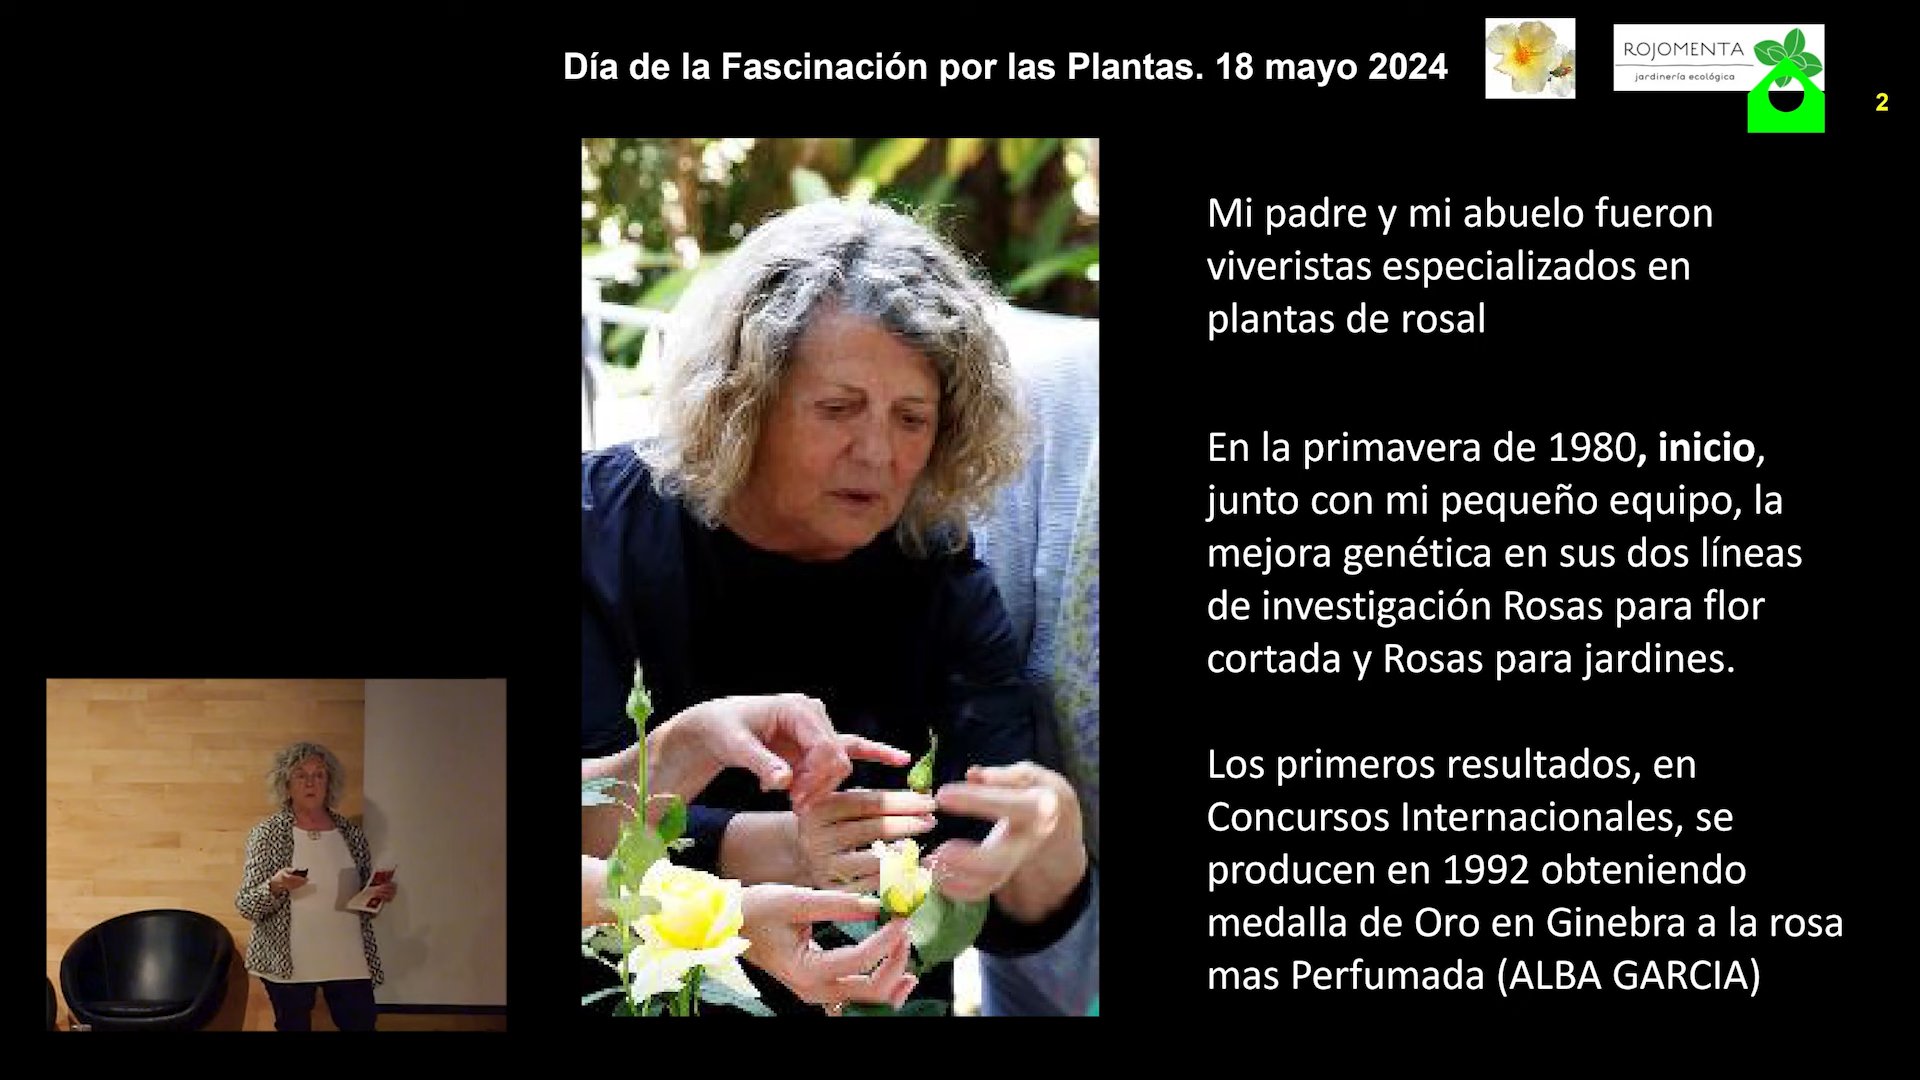 Día de la Fascinación por las Plantas. 18 mayo 2024
ROJOMENTA
jardinería ecológica
2
Mi padre y mi abuelo fueron
viveristas especializados en
plantas de rosal
En la primavera de 1980, inicio,
junto con mi pequeño equipo, la
mejora genética en sus dos líneas
de investigación Rosas para flor
cortada y Rosas para jardines.
Los primeros resultados, en
Concursos Internacionales, se
producen en 1992 obteniendo
medalla de Oro en Ginebra a la rosa
mas Perfumada (ALBA GARCIA)